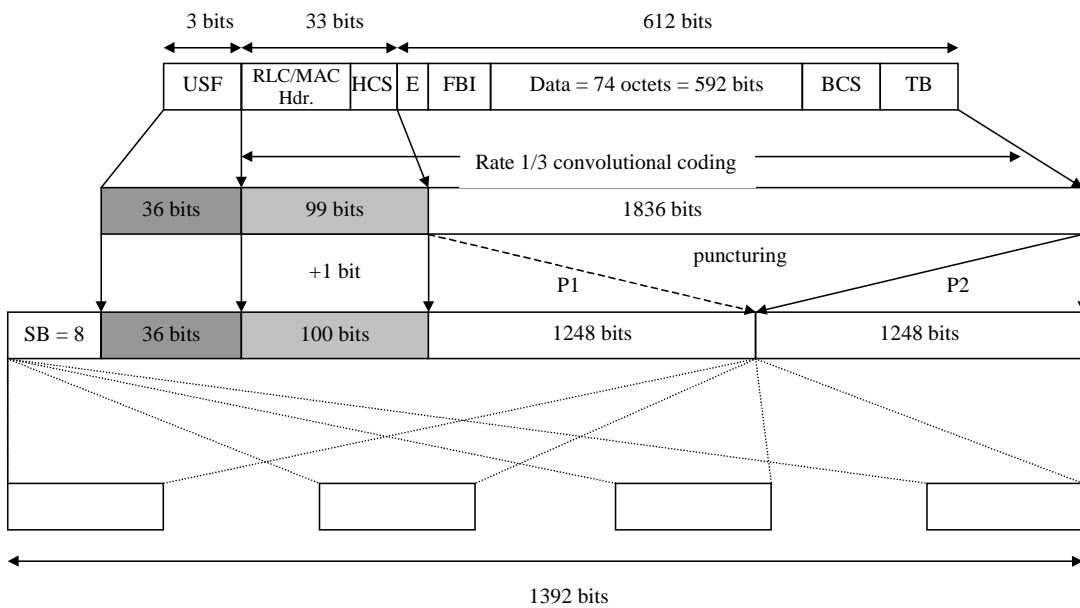 3 bits 33 bits 612 bits
USF RLC/MAC Hdr. HCS E FBI Data = 74 octets = 592 bits BCS TB
Rate 1/3 convolutional coding
36 bits 99 bits 1836 bits
+1 bit puncturing
P1 P2
SB = 8 36 bits 100 bits 1248 bits 1248 bits
1392 bits